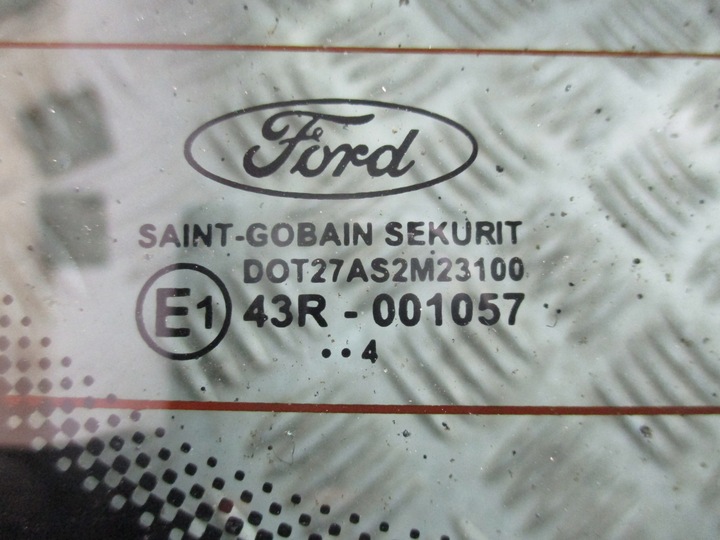 Ford
SAINT-GOBAIN SEKURIT
DOT27AS2M23100
E1 43R - 001057
••4